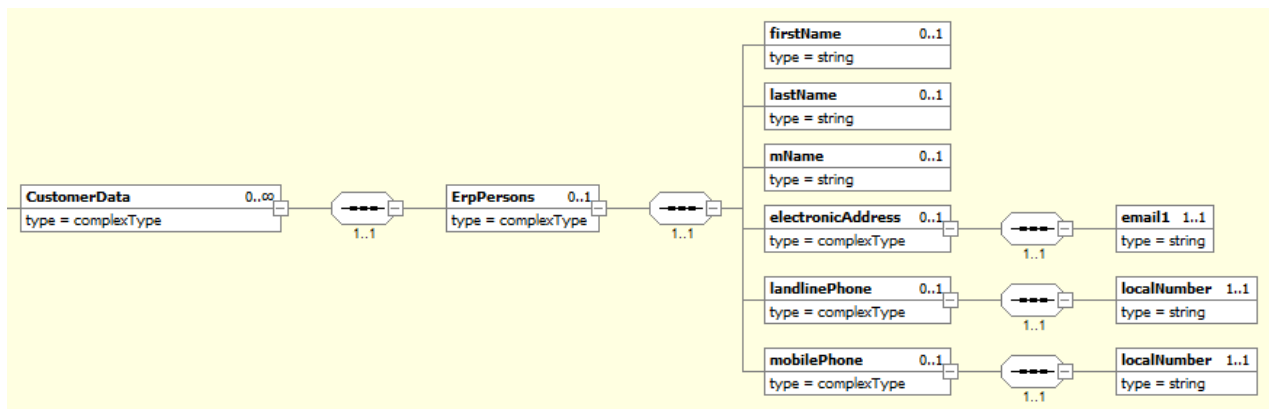 firstName 0..1
type = string
lastName 0..1
type = string
mName 0..1
type = string
CustomerData 0..∞
type = complexType
1..1
ErpPersons 0..1
type = complexType
1..1
electronicAddress 0..1
type = complexType
1..1
email1 1..1
type = string
landlinePhone 0..1
type = complexType
1..1
localNumber 1..1
type = string
mobilePhone 0..1
type = complexType
1..1
localNumber 1..1
type = string